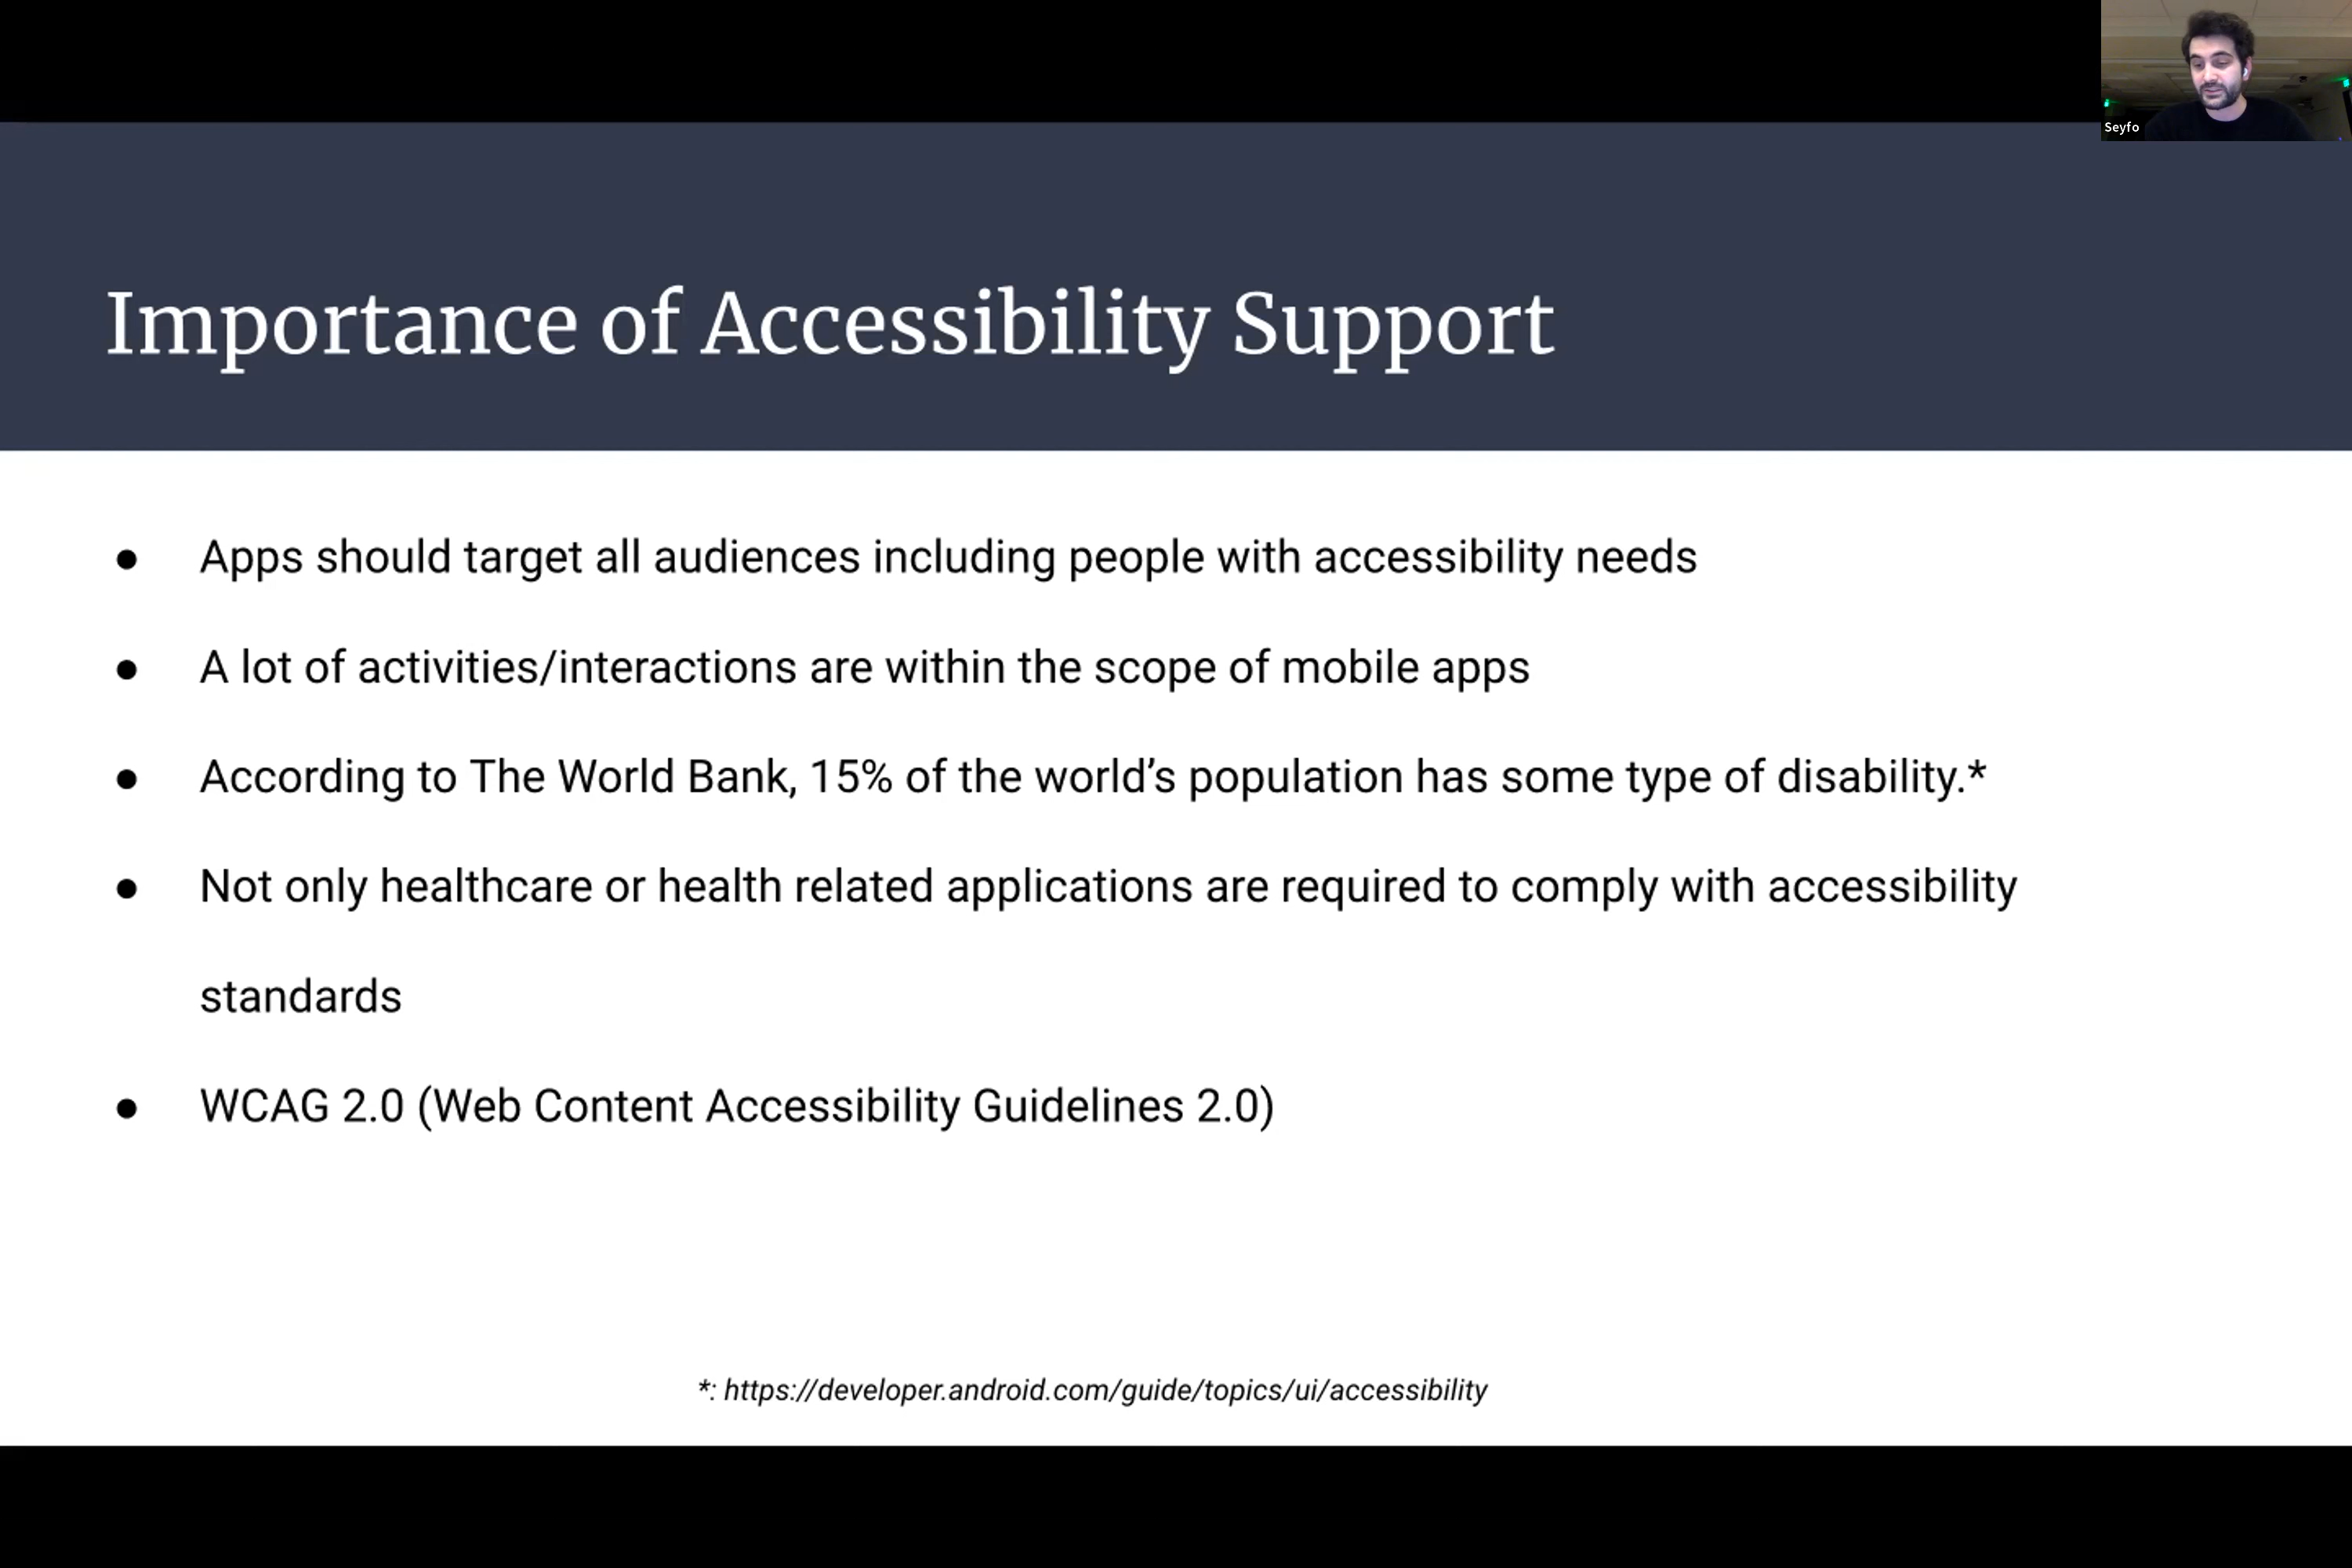 Seyfo
Importance of Accessibility Support
● Apps should target all audiences including people with accessibility needs
● A lot of activities/interactions are within the scope of mobile apps
● According to The World Bank, 15% of the world’s population has some type of disability.*
● Not only healthcare or health related applications are required to comply with accessibility
standards
● WCAG 2.0 (Web Content Accessibility Guidelines 2.0)
*: https://developer.android.com/guide/topics/ui/accessibility